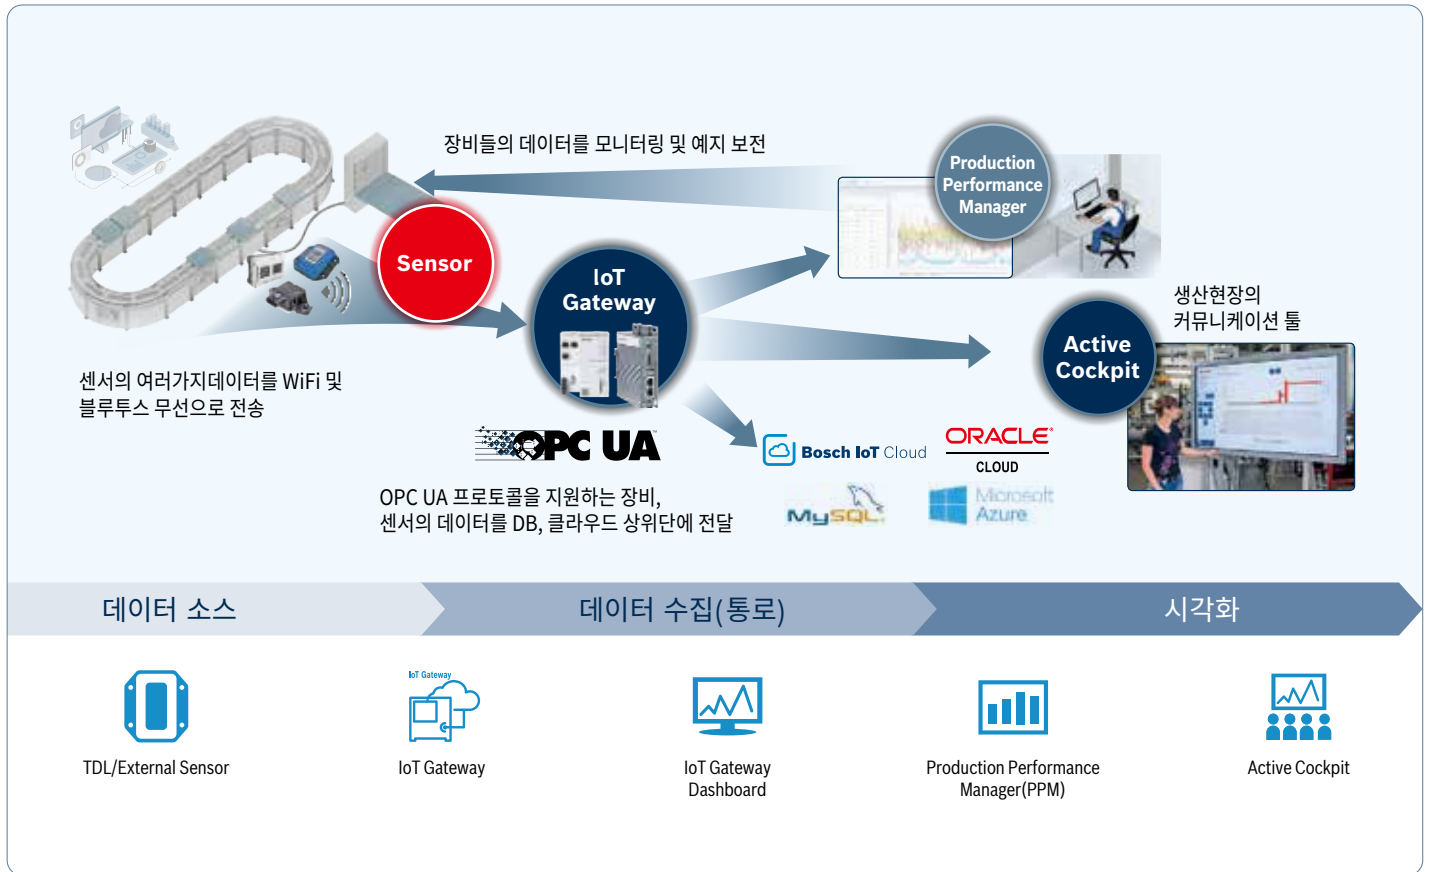 장비들의 데이터를 모니터링 및 예지 보전
Production
Performance
Manager
Sensor
IoT
Gateway
생산현장의
커뮤니케이션 툴
Active
Cockpit
센서의 여러가지데이터를 WiFi 및
블루투스 무선으로 전송
OPC UA
Bosch IoT Cloud
ORACLE®
CLOUD
OPC UA 프로토콜을 지원하는 장비,
센서의 데이터를 DB, 클라우드 상위단에 전달
MySQL
Microsoft
Azure
데이터 소스
데이터 수집(통로)
시각화
IoT Gateway
TDL/External Sensor
IoT Gateway
IoT Gateway
Dashboard
Production Performance
Manager(PPM)
Active Cockpit